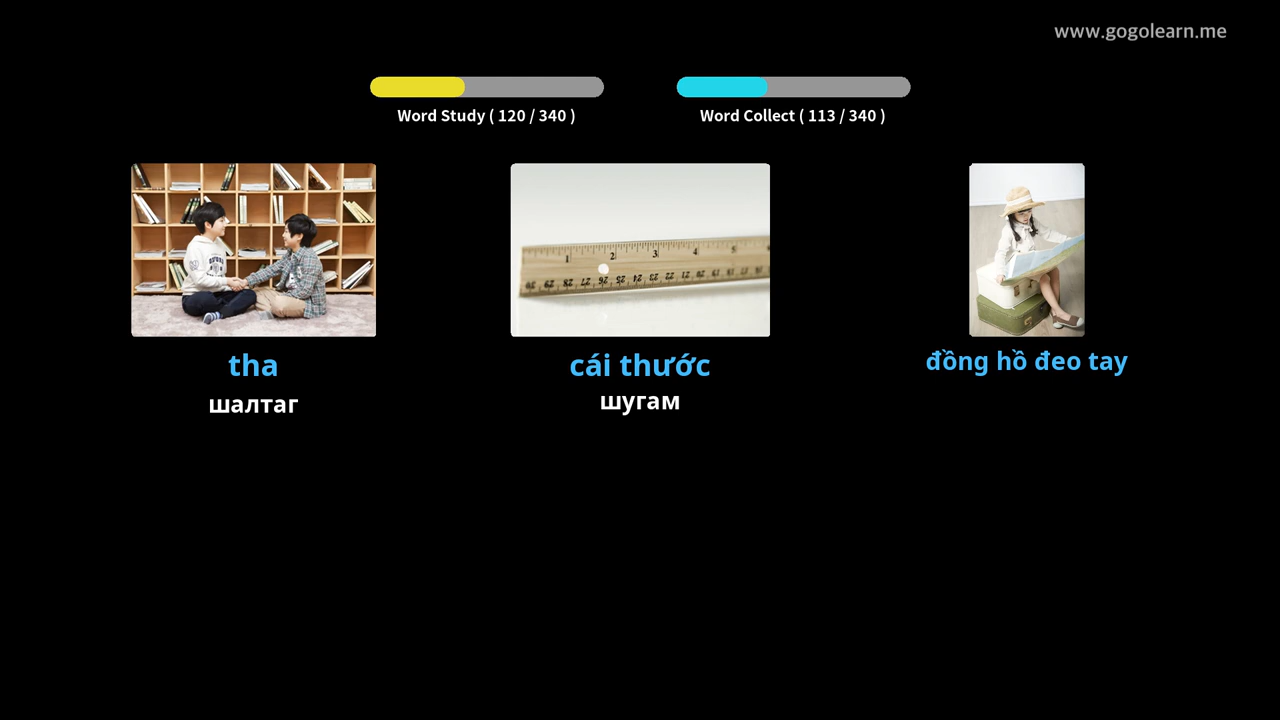 www.gogolearn.me
Word Study ( 120 / 340 )
Word Collect ( 113 / 340 )
tha
шалтаг
cái thước
шугам
đồng hồ đeo tay